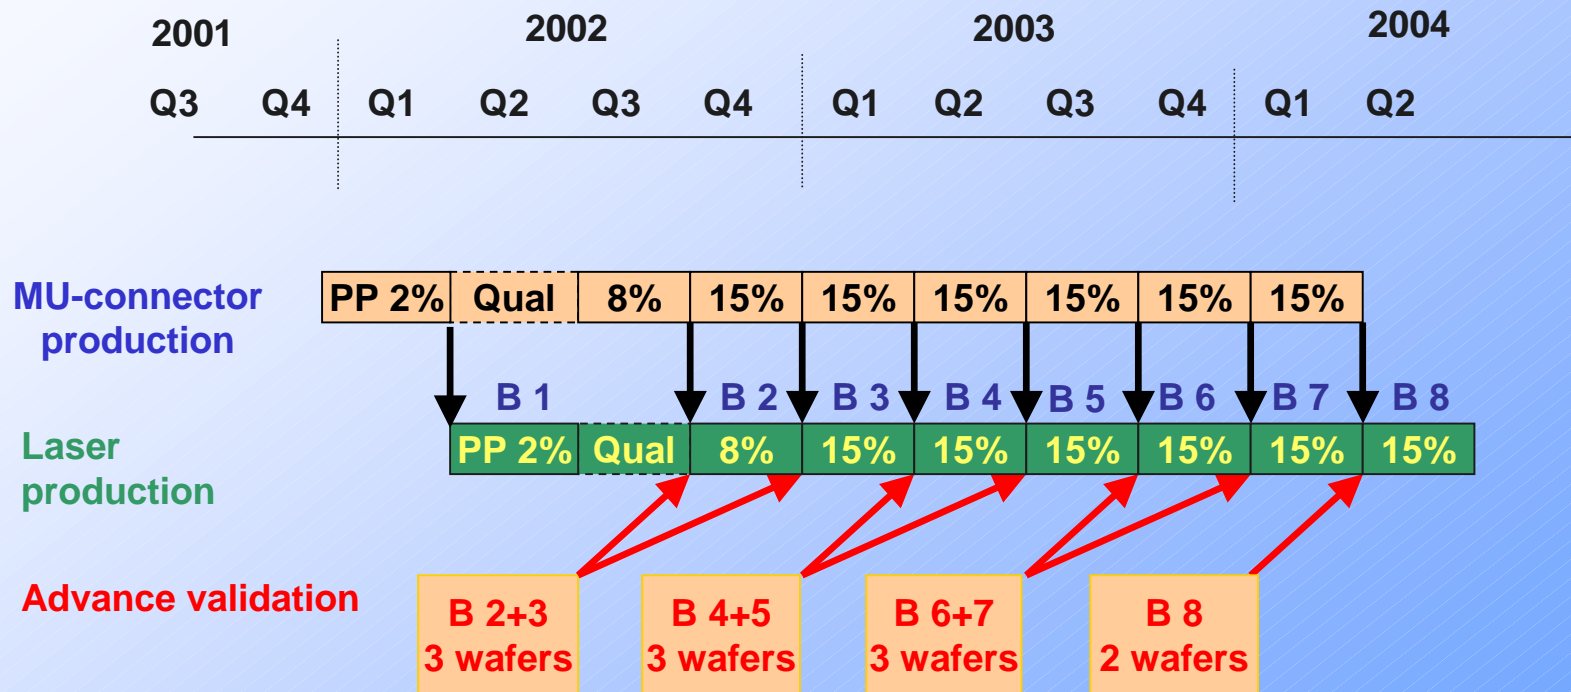 2001 2002 2003 2004
Q3 Q4 Q1 Q2 Q3 Q4 Q1 Q2 Q3 Q4 Q1 Q2
MU-connector
production
PP 2% Qual 8% 15% 15% 15% 15% 15% 15%
B 1 B 2 B 3 B 4 B 5 B 6 B 7 B 8
Laser
production
PP 2% Qual 8% 15% 15% 15% 15% 15% 15%
Advance validation
B 2+3
3 wafers
B 4+5
3 wafers
B 6+7
3 wafers
B 8
2 wafers